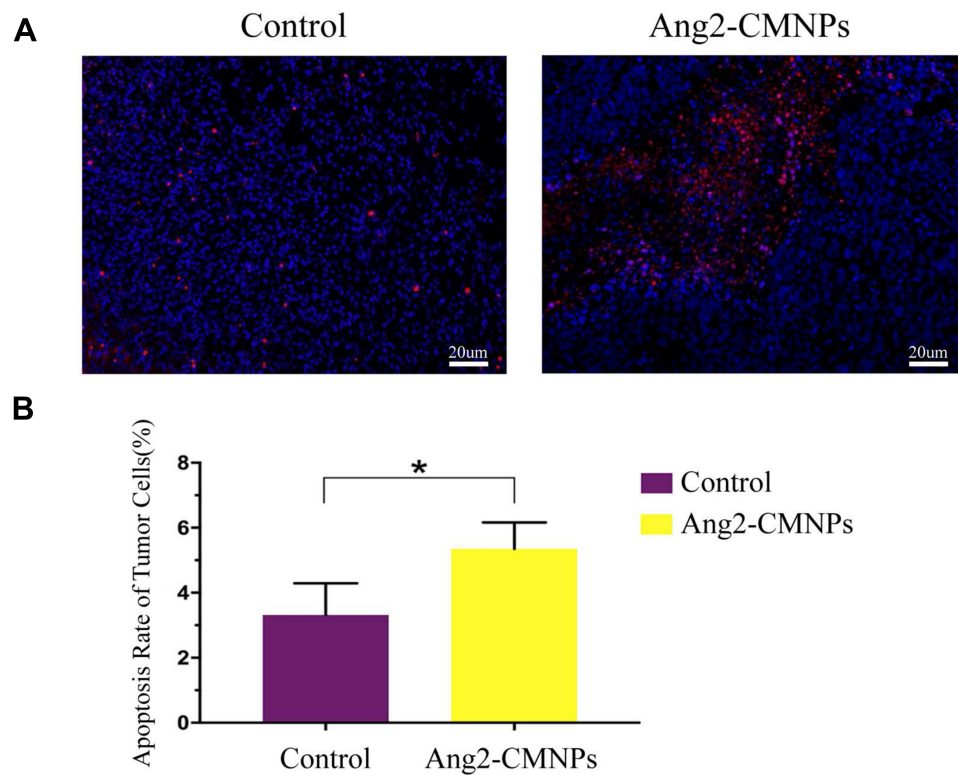 A
Control
Ang2-CMNPs
20um
20um
B
Apoptosis Rate of Tumor Cells(%)
8
6
4
2
0
*
Control
Ang2-CMNPs
Control
Ang2-CMNPs